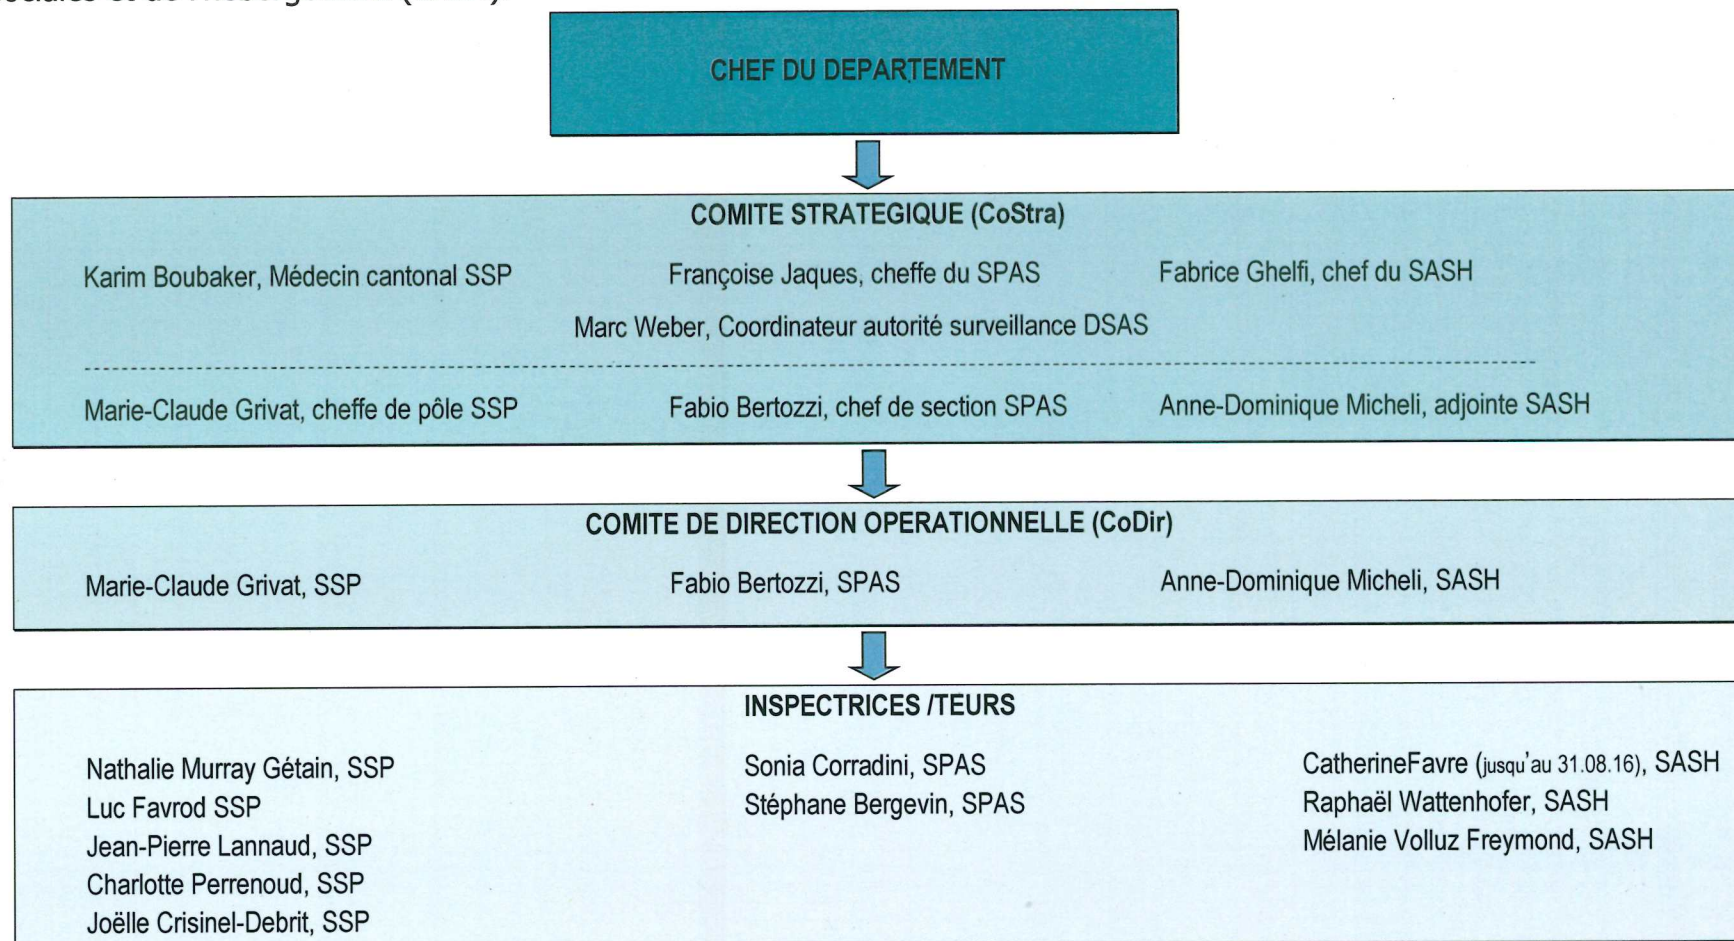 CHEF DU DEPARTEMENT
COMITE STRATEGIQUE (CoStra)
Karim Boubaker, Médecin cantonal SSP
Françoise Jaques, cheffe du SPAS
Fabrice Ghelfi, chef du SASH
Marc Weber, Coordinateur autorité surveillance DSAS
Marie-Claude Grivat, cheffe de pôle SSP
Fabio Bertozzi, chef de section SPAS
Anne-Dominique Micheli, adjointe SASH
COMITE DE DIRECTION OPERATIONNELLE (CoDir)
Marie-Claude Grivat, SSP
Fabio Bertozzi, SPAS
Anne-Dominique Micheli, SASH
INSPECTRICES /TEURS
Nathalie Murray Gétain, SSP
Luc Favrod SSP
Jean-Pierre Lannaud, SSP
Charlotte Perrenoud, SSP
Joëlle Crisinel-Debrit, SSP
Sonia Corradini, SPAS
Stéphane Bergevin, SPAS
CatherineFavre (jusqu'au 31.08.16), SASH
Raphaël Wattenhofer, SASH
Mélanie Volluz Freymond, SASH